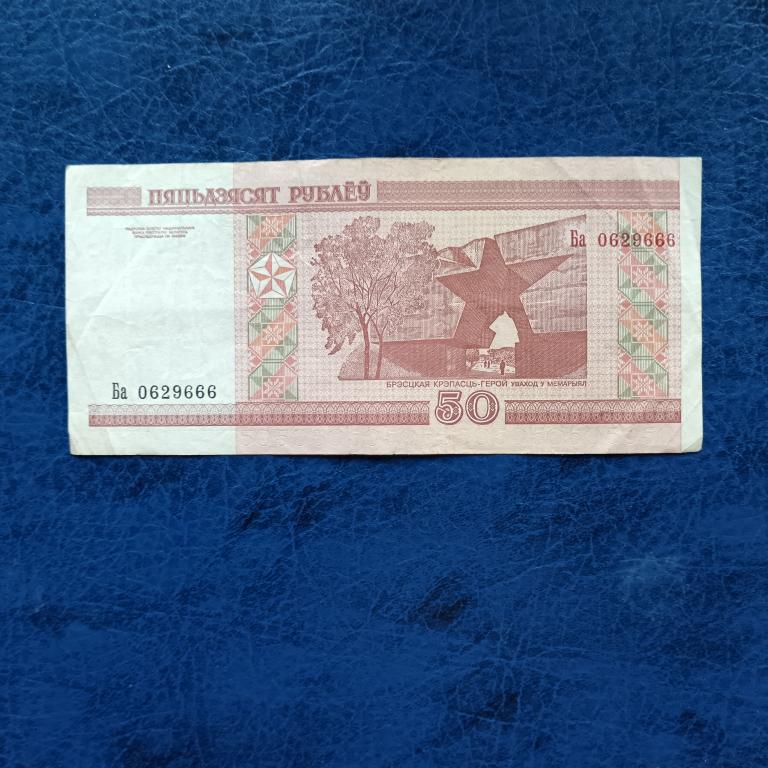 ПЯЦЬДЗЯСЯТ РУБЛЁЎ
Ба 0629666
БРЭСЦКАЯ КРЭПАСЦЬ-ГЕРОЙ УВАХОД У МЕМАРЫЯЛ
Ба 0629666
50